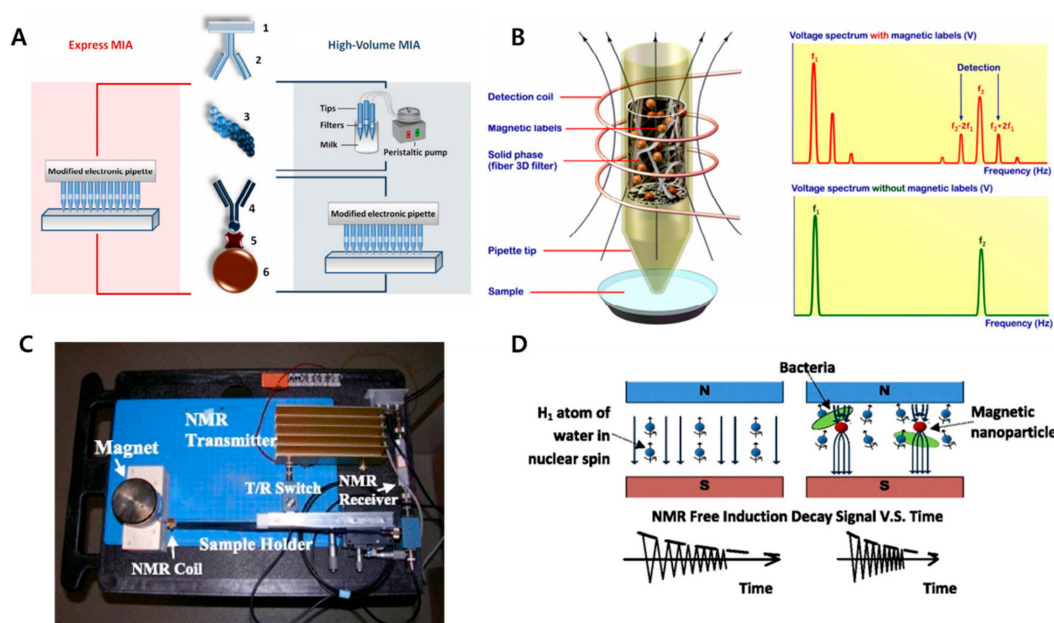 A
Express MIA
High-Volume MIA
1
2
3
4
5
6
Tips
Filters
Milk
Peristaltic pump
Modified electronic pipette
Modified electronic pipette
B
Detection coil
Magnetic labels
Solid phase
(fiber 3D filter)
Pipette tip
Sample
Voltage spectrum with magnetic labels (V)
f₁
Detection
f₂
f₂-2f₁
f₂+2f₁
Frequency (Hz)
Voltage spectrum without magnetic labels (V)
f₁
f₂
Frequency (Hz)
C
NMR
Transmitter
Magnet
T/R Switch
NMR
Receiver
Sample Holder
NMR Coil
D
Bacteria
N
N
H₁ atom of
water in
nuclear spin
Magnetic
nanoparticle
S
S
NMR Free Induction Decay Signal V.S. Time
Time
Time